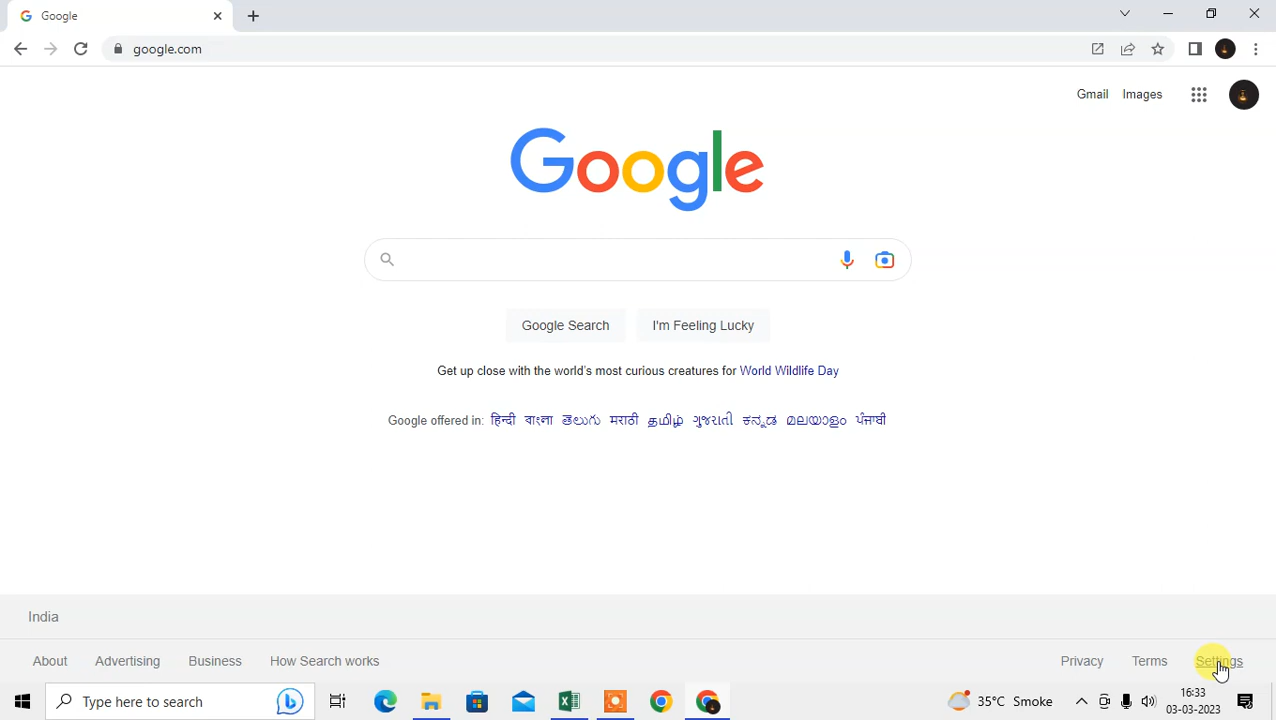 Google
google.com
Gmail Images
Google
Google Search I'm Feeling Lucky
Get up close with the world's most curious creatures for World Wildlife Day
Google offered in: हिन्दी বাংলা తెలుగు मराठी தமிழ் ગુજરાતી ಕನ್ನಡ മലയാളം ਪੰਜਾਬੀ
India
About Advertising Business How Search works Privacy Terms Settings
Type here to search 35°C Smoke 16:33
03-03-2023